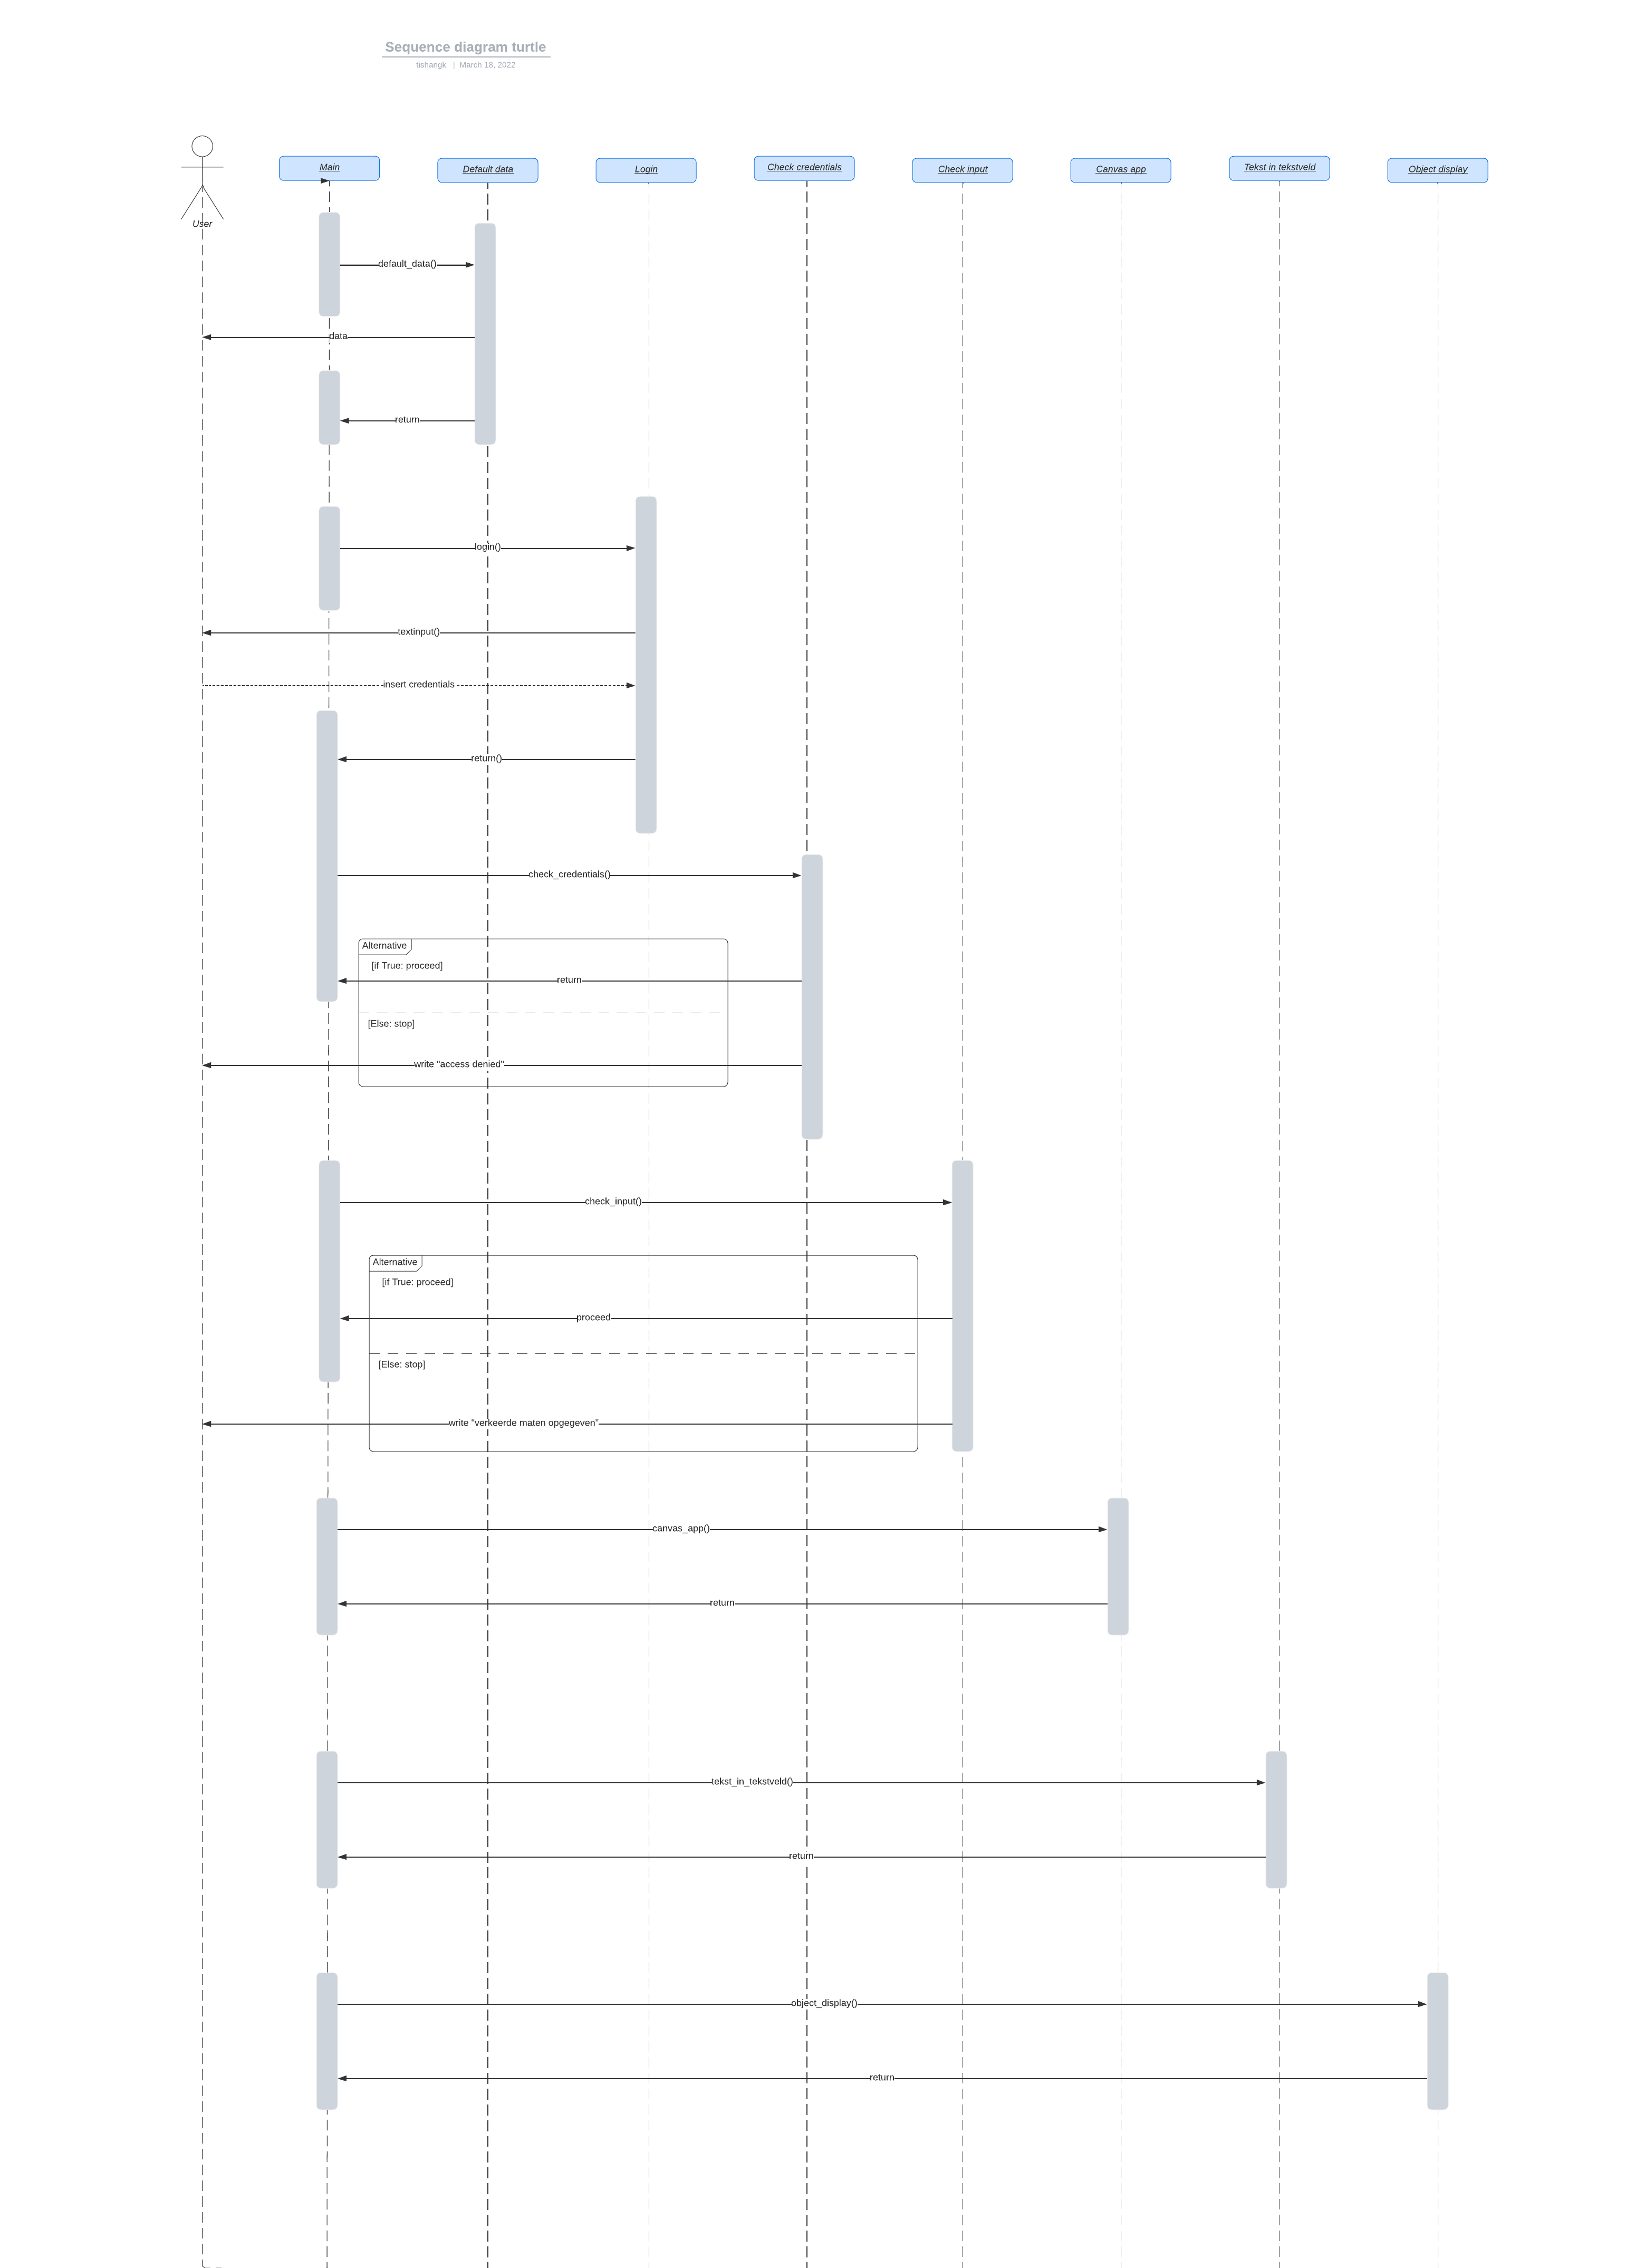 Sequence diagram turtle
tishangk | March 18, 2022
User
Main
Default data
Login
Check credentials
Check input
Canvas app
Tekst in tekstveld
Object display
default_data()
data
return
login()
textinput()
insert credentials
return()
check_credentials()
Alternative
[if True: proceed]
return
[Else: stop]
write "access denied"
check_input()
Alternative
[if True: proceed]
proceed
[Else: stop]
write "verkeerde maten opgegeven"
canvas_app()
return
tekst_in_tekstveld()
return
object_display()
return